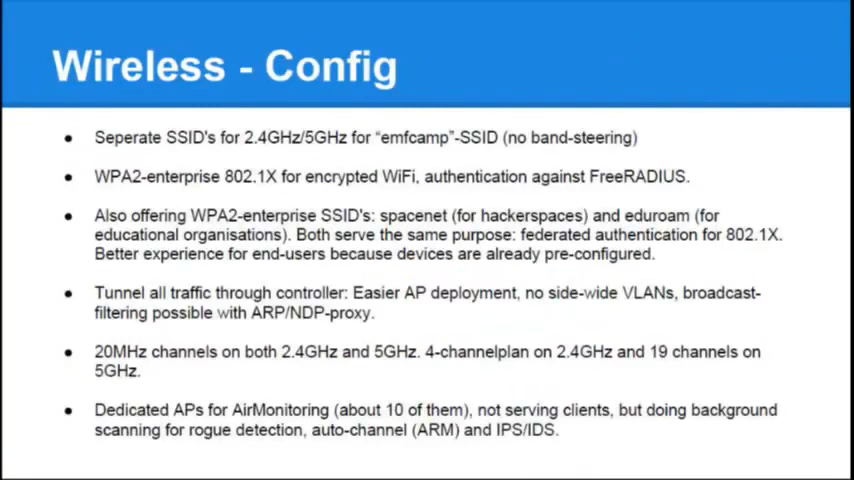 Wireless - Config
● Seperate SSID's for 2.4GHz/5GHz for “emfcamp”-SSID (no band-steering)
● WPA2-enterprise 802.1X for encrypted WiFi, authentication against FreeRADIUS.
● Also offering WPA2-enterprise SSID's: spacenet (for hackerspaces) and eduroam (for
educational organisations). Both serve the same purpose: federated authentication for 802.1X.
Better experience for end-users because devices are already pre-configured.
● Tunnel all traffic through controller: Easier AP deployment, no side-wide VLANs, broadcast-
filtering possible with ARP/NDP-proxy.
● 20MHz channels on both 2.4GHz and 5GHz. 4-channelplan on 2.4GHz and 19 channels on
5GHz.
● Dedicated APs for AirMonitoring (about 10 of them), not serving clients, but doing background
scanning for rogue detection, auto-channel (ARM) and IPS/IDS.